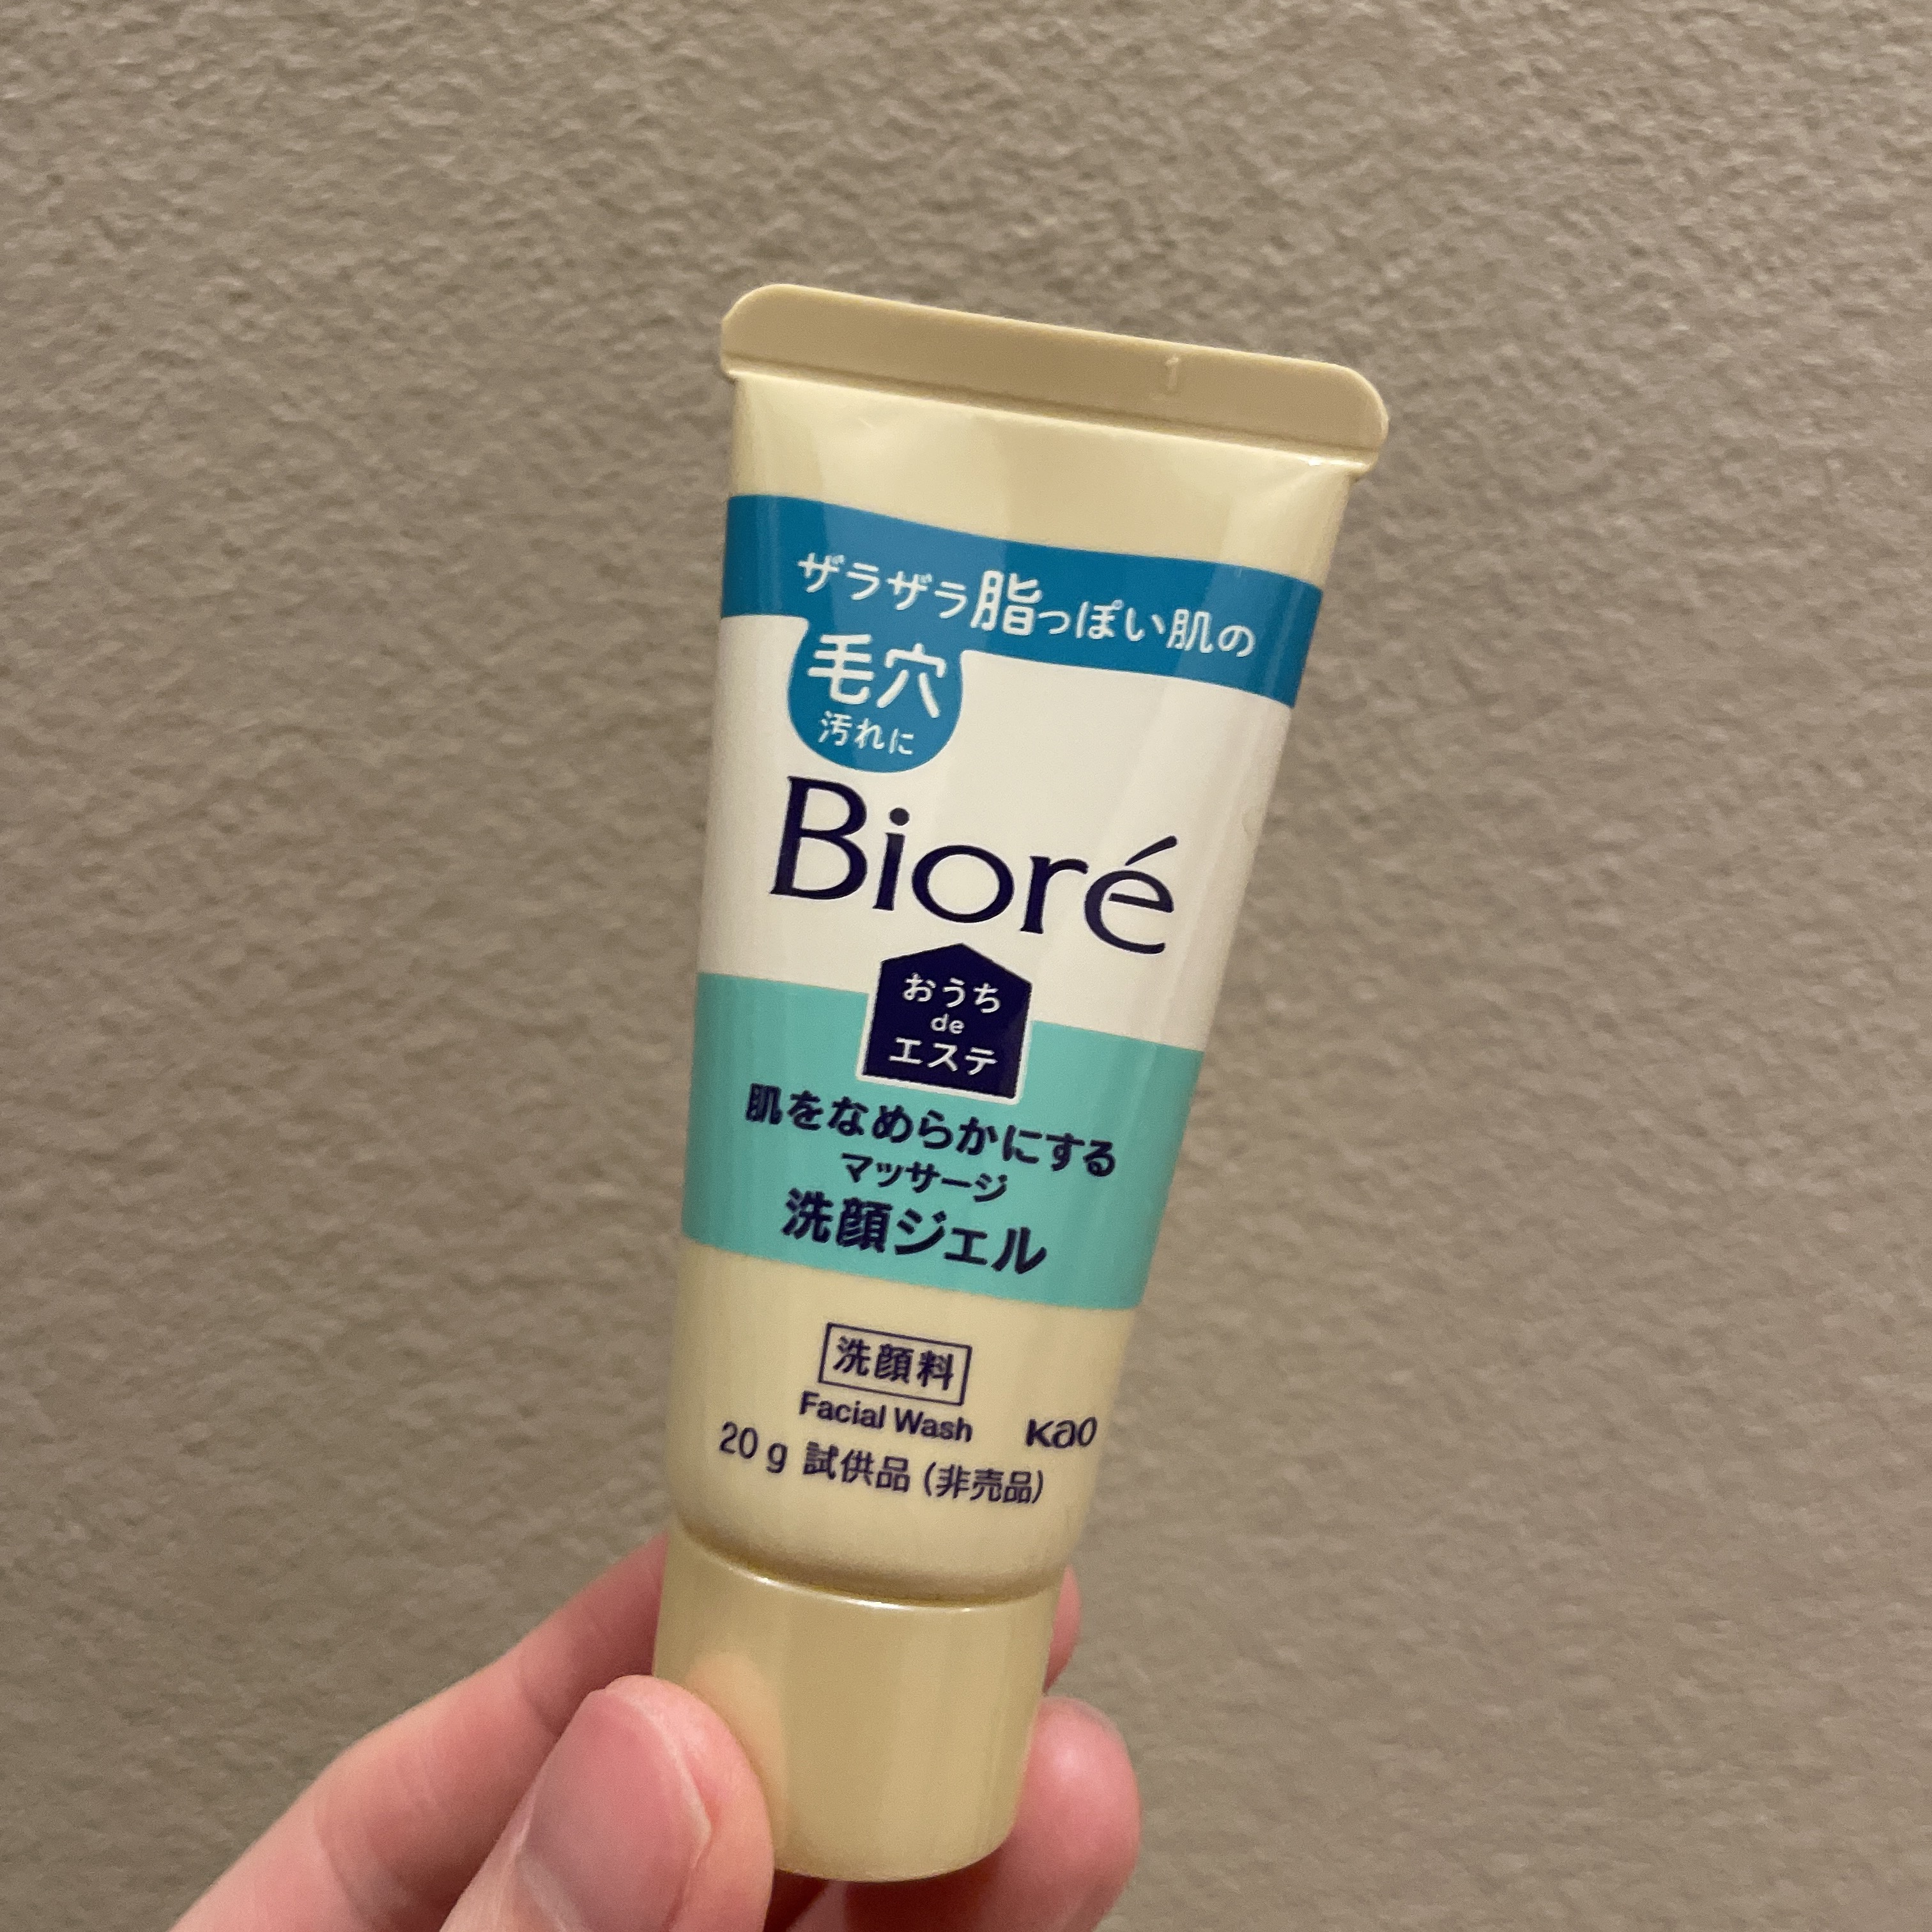 ザラザラ脂っぽい肌の
毛穴
汚れに
Bioré
おうち
de
エステ
肌をなめらかにする
マッサージ
洗顔ジェル
洗顔料
Facial Wash
Kao
20 g 試供品 (非売品)